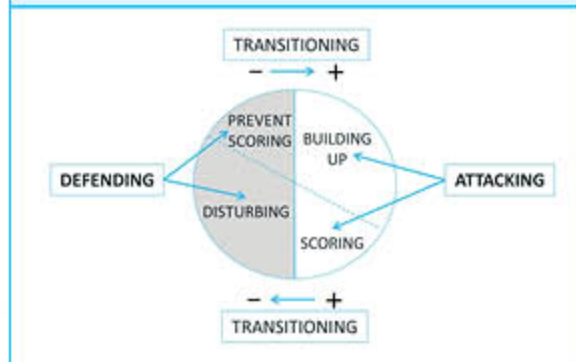 TRANSITIONING
− +
PREVENT
SCORING
BUILDING
UP
DEFENDING
ATTACKING
DISTURBING
SCORING
− +
TRANSITIONING